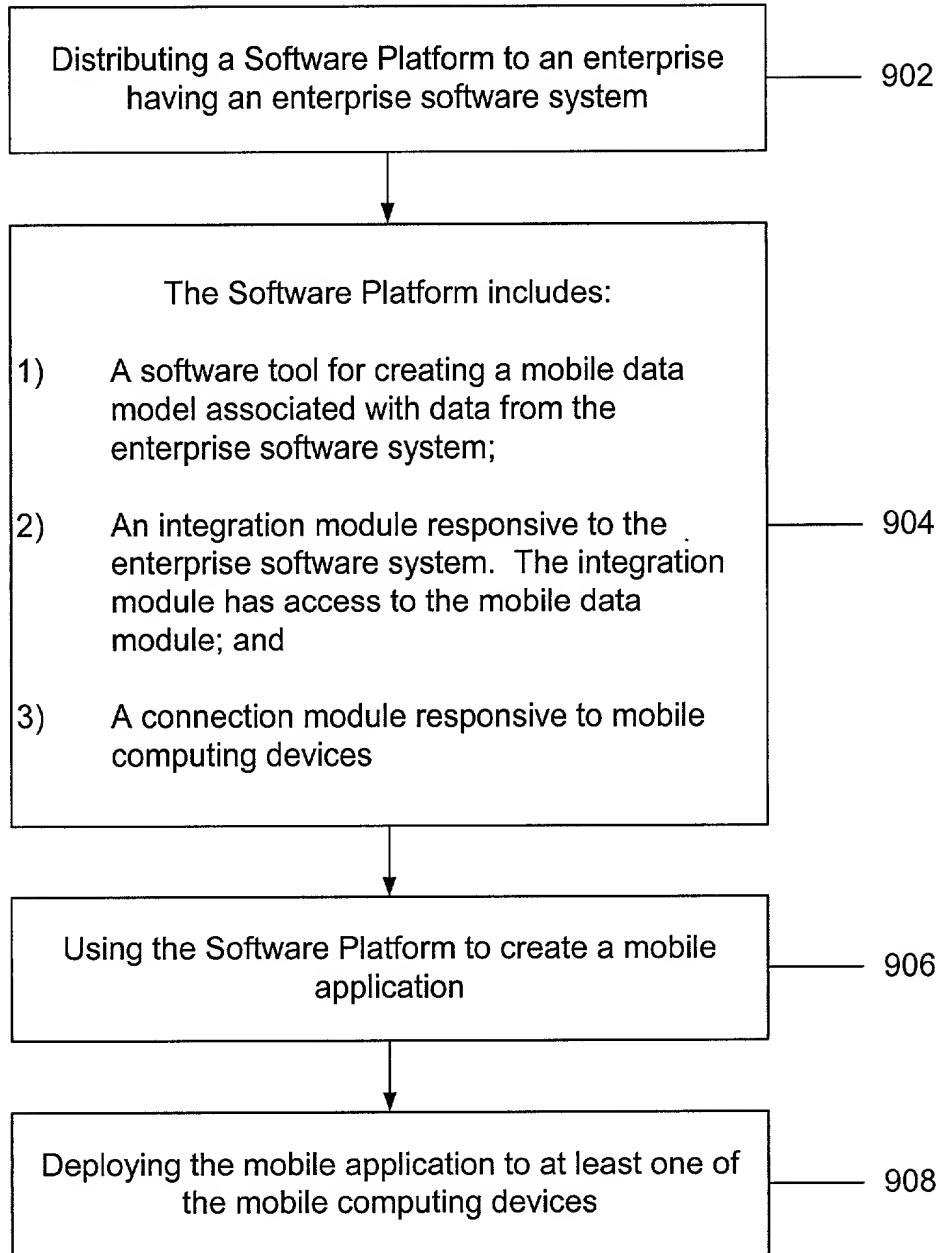 Distributing a Software Platform to an enterprise
having an enterprise software system
902
The Software Platform includes:
1) A software tool for creating a mobile data
model associated with data from the
enterprise software system;
2) An integration module responsive to the
enterprise software system. The integration
module has access to the mobile data
module; and
904
3) A connection module responsive to mobile
computing devices
Using the Software Platform to create a mobile
application
906
Deploying the mobile application to at least one of
the mobile computing devices
908